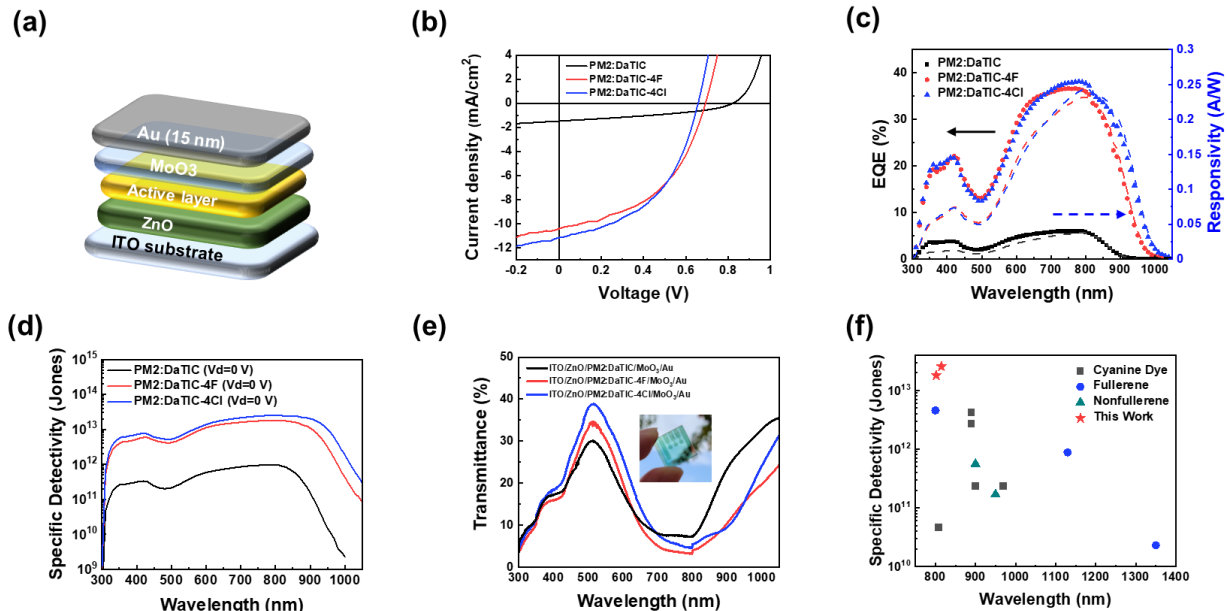 (a)
Au (15 nm)
MoO3
Active layer
ZnO
ITO substrate
(b)
Current density (mA/cm2)
4
2
0
-2
-4
-6
-8
-10
-12
PM2:DaTIC
PM2:DaTIC-4F
PM2:DaTIC-4Cl
-0.2 0 0.2 0.4 0.6 0.8 1
Voltage (V)
(c)
EQE (%)
40
30
20
10
0
PM2:DaTIC
PM2:DaTIC-4F
PM2:DaTIC-4Cl
0.3
0.25
0.2
0.15
0.1
0.05
0
Responsivity (A/W)
300 400 500 600 700 800 900 1000
Wavelength (nm)
(d)
Specific Detectivity (Jones)
10^15
10^14
10^13
10^12
10^11
10^10
10^9
PM2:DaTIC (Vd=0 V)
PM2:DaTIC-4F (Vd=0 V)
PM2:DaTIC-4Cl (Vd=0 V)
300 400 500 600 700 800 900 1000
Wavelength (nm)
(e)
Transmittance (%)
50
40
30
20
10
0
ITO/ZnO/PM2:DaTIC/MoO3/Au
ITO/ZnO/PM2:DaTIC-4F/MoO3/Au
ITO/ZnO/PM2:DaTIC-4Cl/MoO3/Au
300 400 500 600 700 800 900 1000
Wavelength (nm)
(f)
Specific Detectivity (Jones)
10^13
10^12
10^11
10^10
Cyanine Dye
Fullerene
Nonfullerene
This Work
800 900 1000 1100 1200 1300 1400
Wavelength (nm)